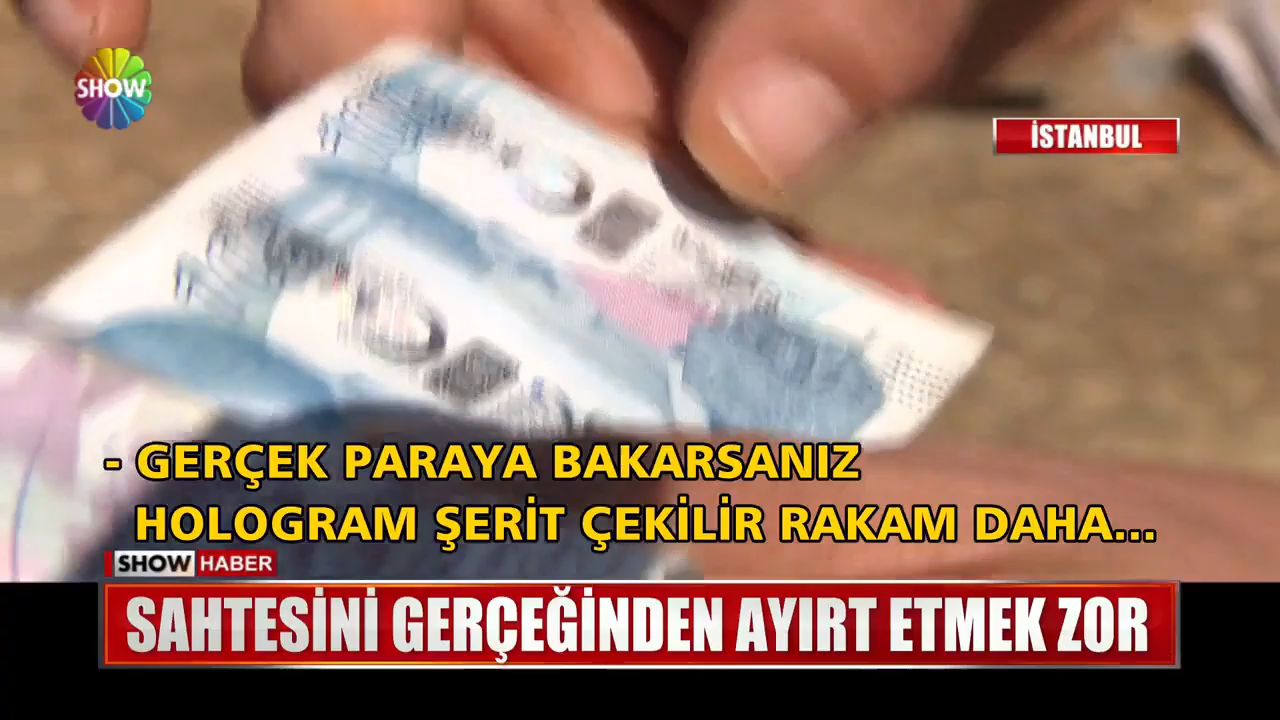 SHOW
İSTANBUL
- GERÇEK PARAYA BAKARSANIZ
HOLOGRAM ŞERİT ÇEKİLİR RAKAM DAHA...
SHOW HABER
SAHTESİNİ GERÇEĞİNDEN AYIRT ETMEK ZOR